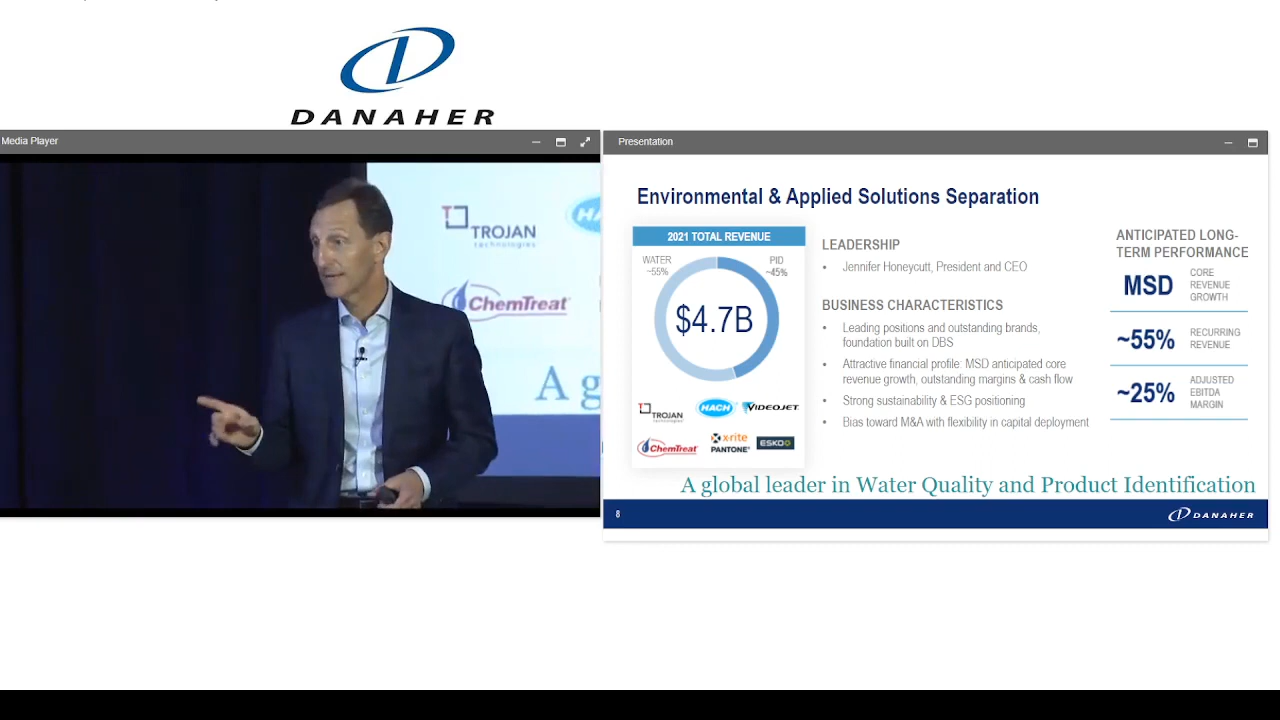 DANAHER
Media Player
TROJAN
technologies
HACH
ChemTreat
A g
Presentation
Environmental & Applied Solutions Separation
2021 TOTAL REVENUE
WATER
~55%
PID
~45%
$4.7B
TROJAN
technologies
HACH
VIDEOJET
ChemTreat
x·rite
PANTONE
ESKO
LEADERSHIP
• Jennifer Honeycutt, President and CEO
BUSINESS CHARACTERISTICS
• Leading positions and outstanding brands,
foundation built on DBS
• Attractive financial profile: MSD anticipated core
revenue growth, outstanding margins & cash flow
• Strong sustainability & ESG positioning
• Bias toward M&A with flexibility in capital deployment
ANTICIPATED LONG-
TERM PERFORMANCE
MSD
CORE
REVENUE
GROWTH
~55%
RECURRING
REVENUE
~25%
ADJUSTED
EBITDA
MARGIN
A global leader in Water Quality and Product Identification
8
DANAHER